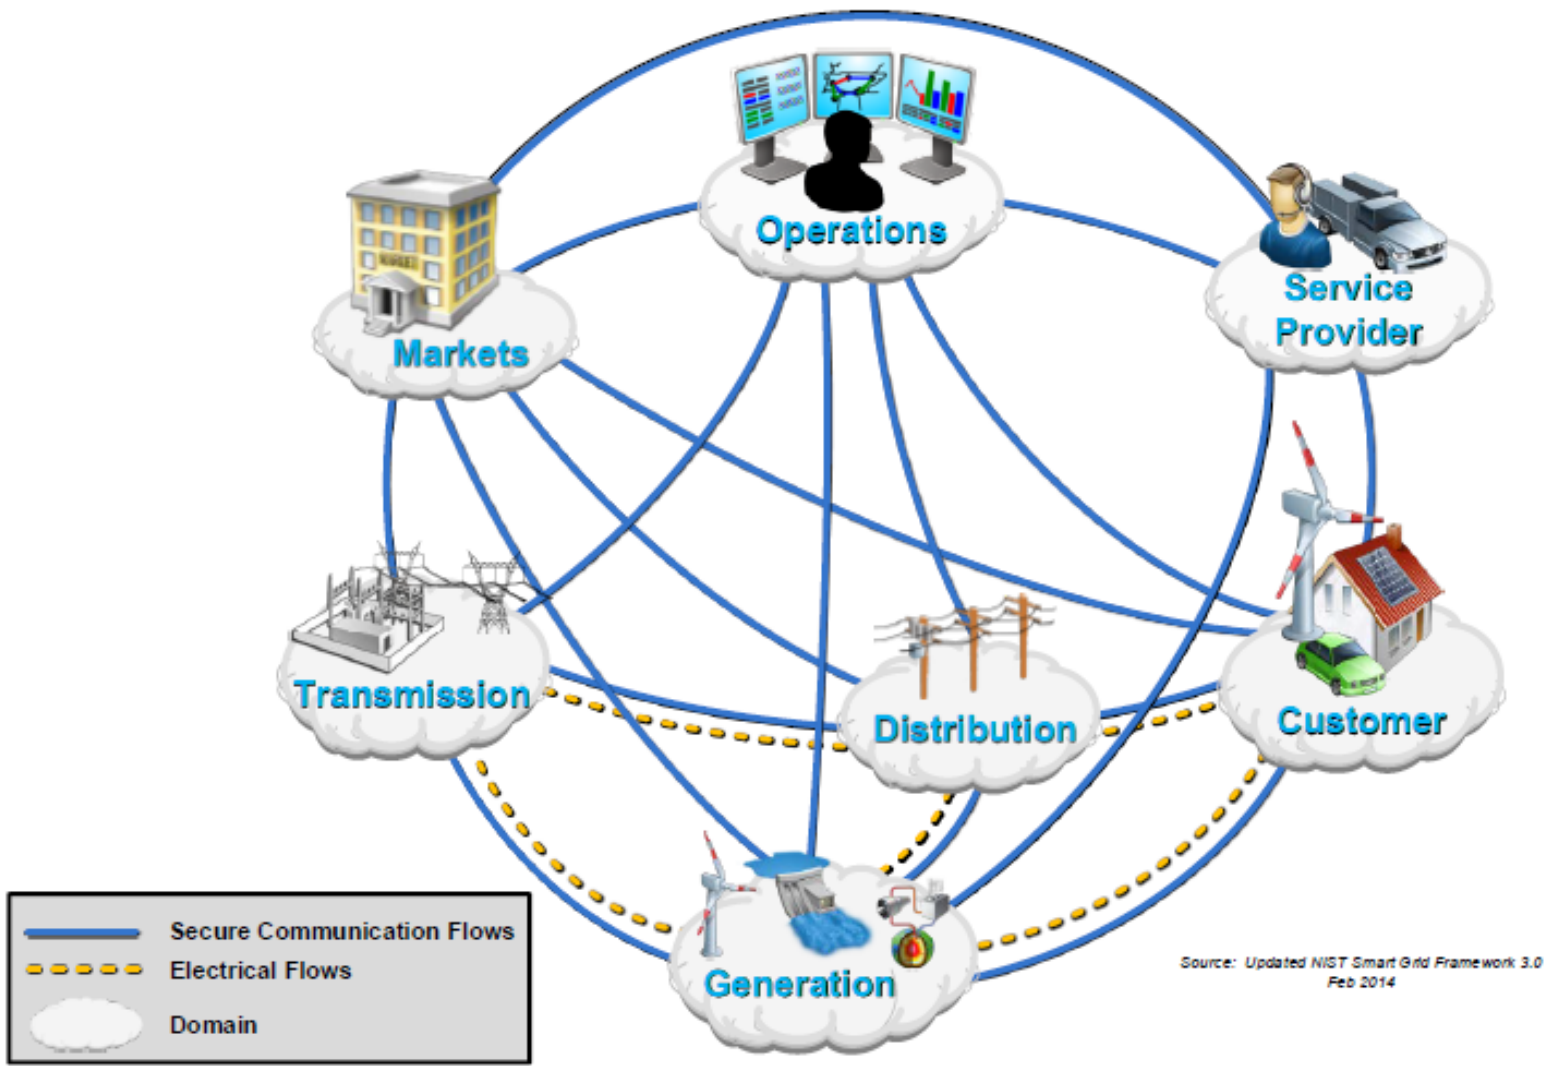 Operations
Markets
Service
Provider
Transmission
Distribution
Customer
Generation
Secure Communication Flows
Electrical Flows
Domain
Source: Updated NIST Smart Grid Framework 3.0
Feb 2014